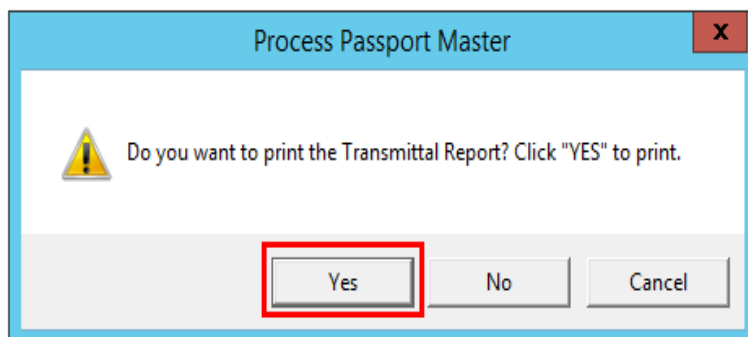 Process Passport Master
x
Do you want to print the Transmittal Report? Click "YES" to print.
Yes No Cancel